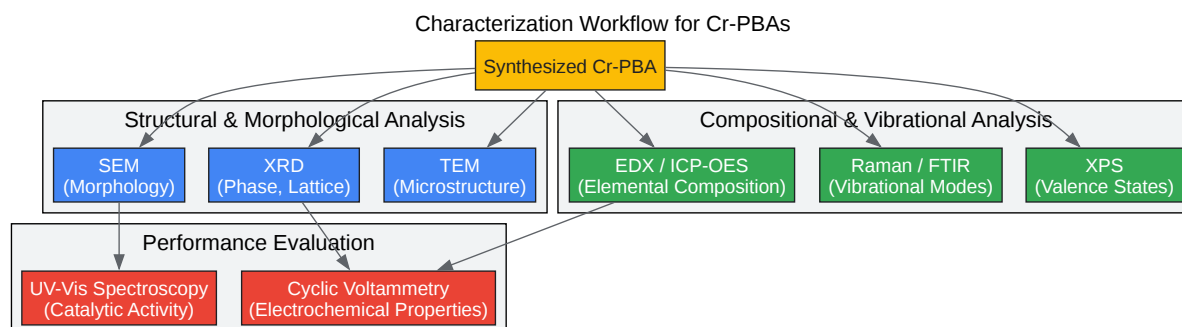 Characterization Workflow for Cr-PBAs
Synthesized Cr-PBA
Structural & Morphological Analysis
Compositional & Vibrational Analysis
SEM
(Morphology)
XRD
(Phase, Lattice)
TEM
(Microstructure)
EDX / ICP-OES
(Elemental Composition)
Raman / FTIR
(Vibrational Modes)
XPS
(Valence States)
Performance Evaluation
UV-Vis Spectroscopy
(Catalytic Activity)
Cyclic Voltammetry
(Electrochemical Properties)